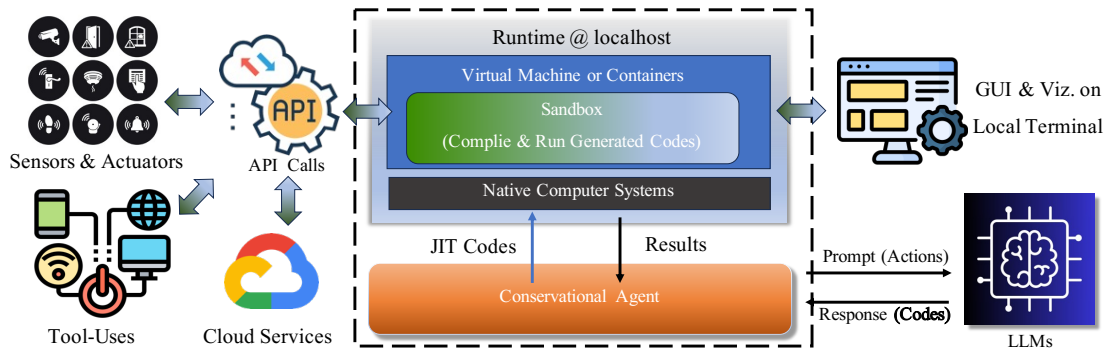 Runtime @ localhost
Virtual Machine or Containers
Sandbox
(Complie & Run Generated Codes)
Native Computer Systems
JIT Codes
Results
Conservational Agent
Sensors & Actuators
API
API Calls
Tool-Uses
Cloud Services
GUI & Viz. on
Local Terminal
Prompt (Actions)
Response (Codes)
LLMs